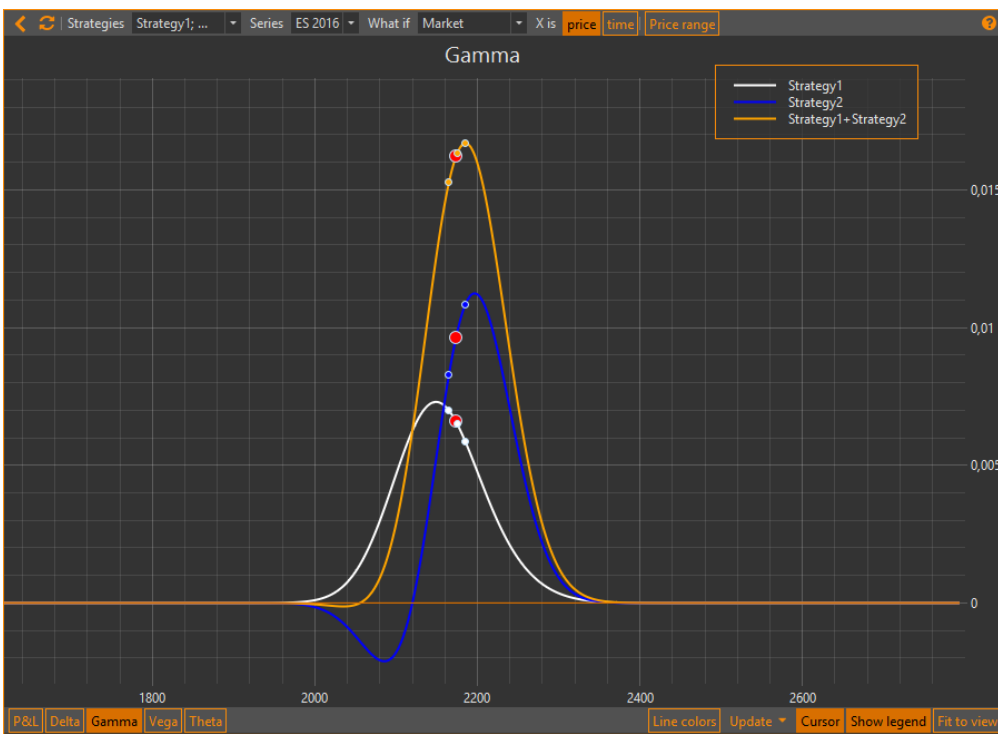 Strategies Strategy1; ... Series ES 2016 What if Market X is price time Price range ?
Gamma
Strategy1
Strategy2
Strategy1+Strategy2
0,015
0,01
0,005
0
1800 2000 2200 2400 2600
P&L Delta Gamma Vega Theta Line colors Update Cursor Show legend Fit to view